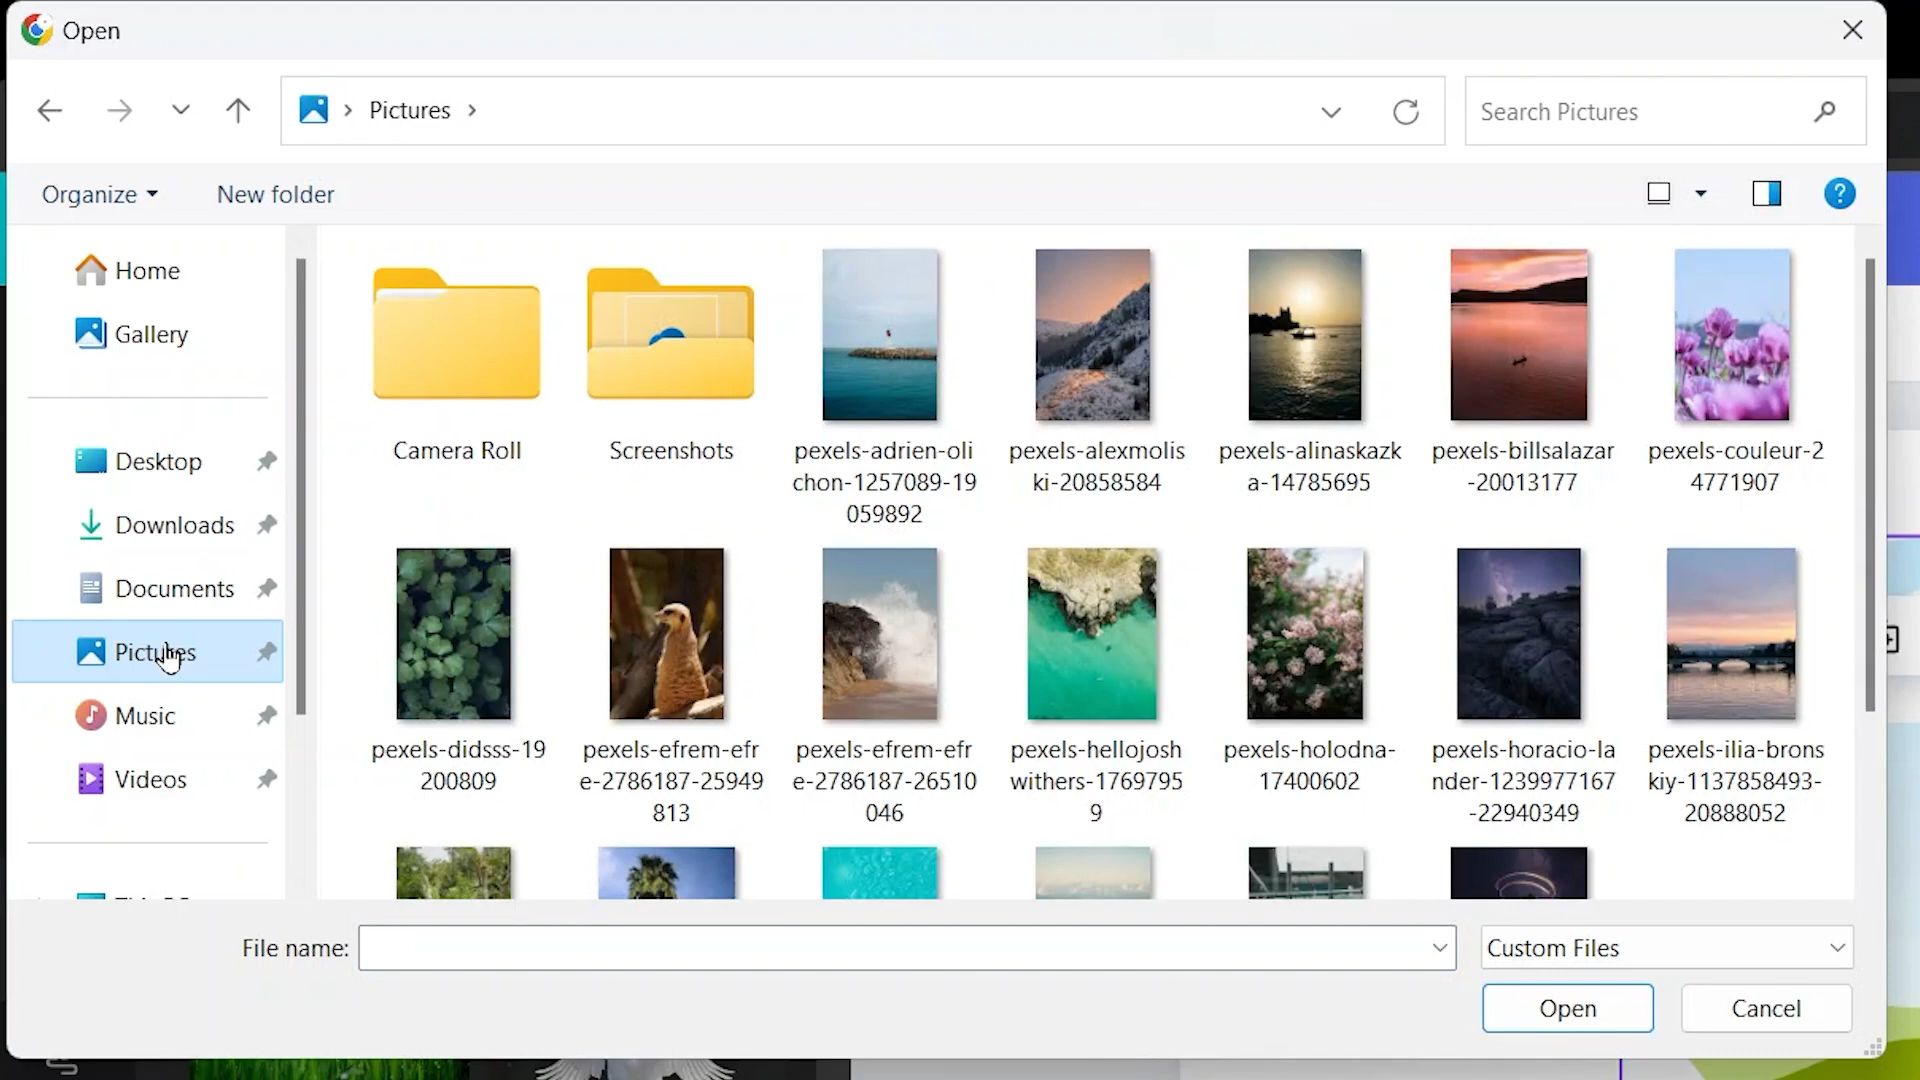 Open
Pictures
Search Pictures
Organize
New folder
Home
Gallery
Desktop
Downloads
Documents
Pictures
Music
Videos
Camera Roll
Screenshots
pexels-adrien-oli
chon-1257089-19
059892
pexels-alexmolis
ki-20858584
pexels-alinaskazk
a-14785695
pexels-billsalazar
-20013177
pexels-couleur-2
4771907
pexels-didsss-19
200809
pexels-efrem-efr
e-2786187-25949
813
pexels-efrem-efr
e-2786187-26510
046
pexels-hellojosh
withers-1769795
9
pexels-holodna-
17400602
pexels-horacio-la
nder-1239977167
-22940349
pexels-ilia-brons
kiy-1137858493-
20888052
File name:
Custom Files
Open
Cancel